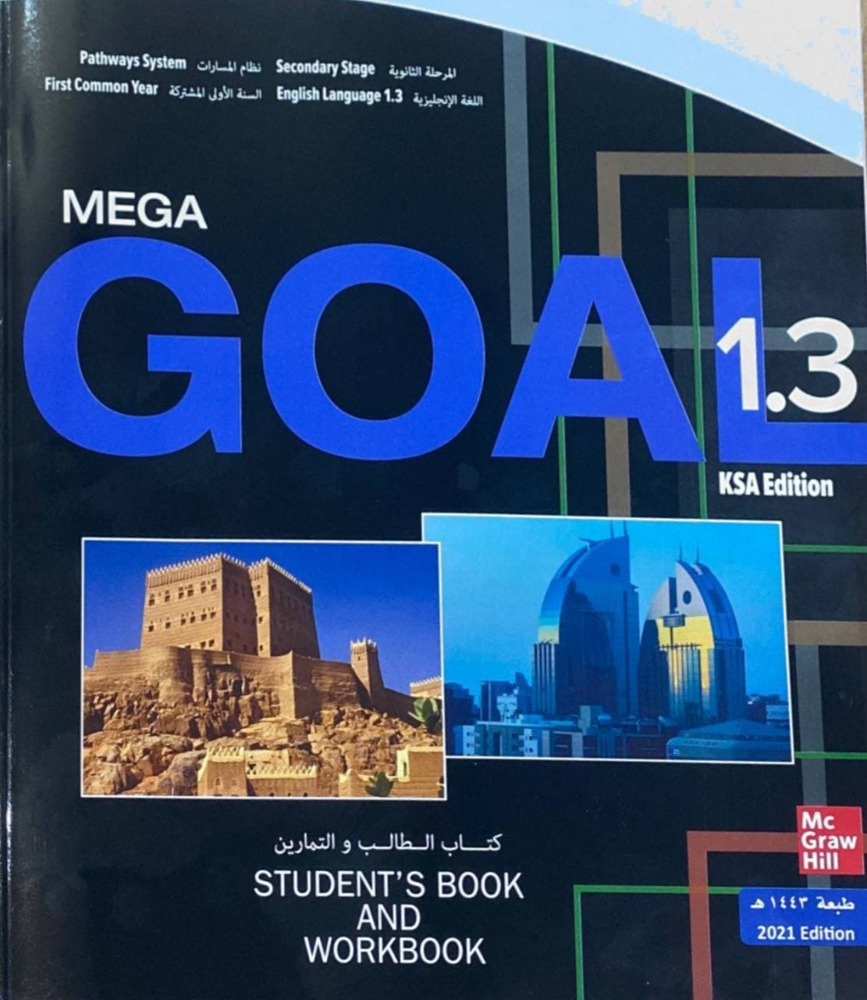 Pathways System نظام المسارات Secondary Stage المرحلة الثانوية
First Common Year السنة الأولى المشتركة English Language 1.3 اللغة الإنجليزية
MEGA
GOAL
1.3
KSA Edition
كتـــاب الـطالـب و التمارين
STUDENT'S BOOK
AND
WORKBOOK
Mc
Graw
Hill
طبعة ١٤٤٣ هـ
2021 Edition